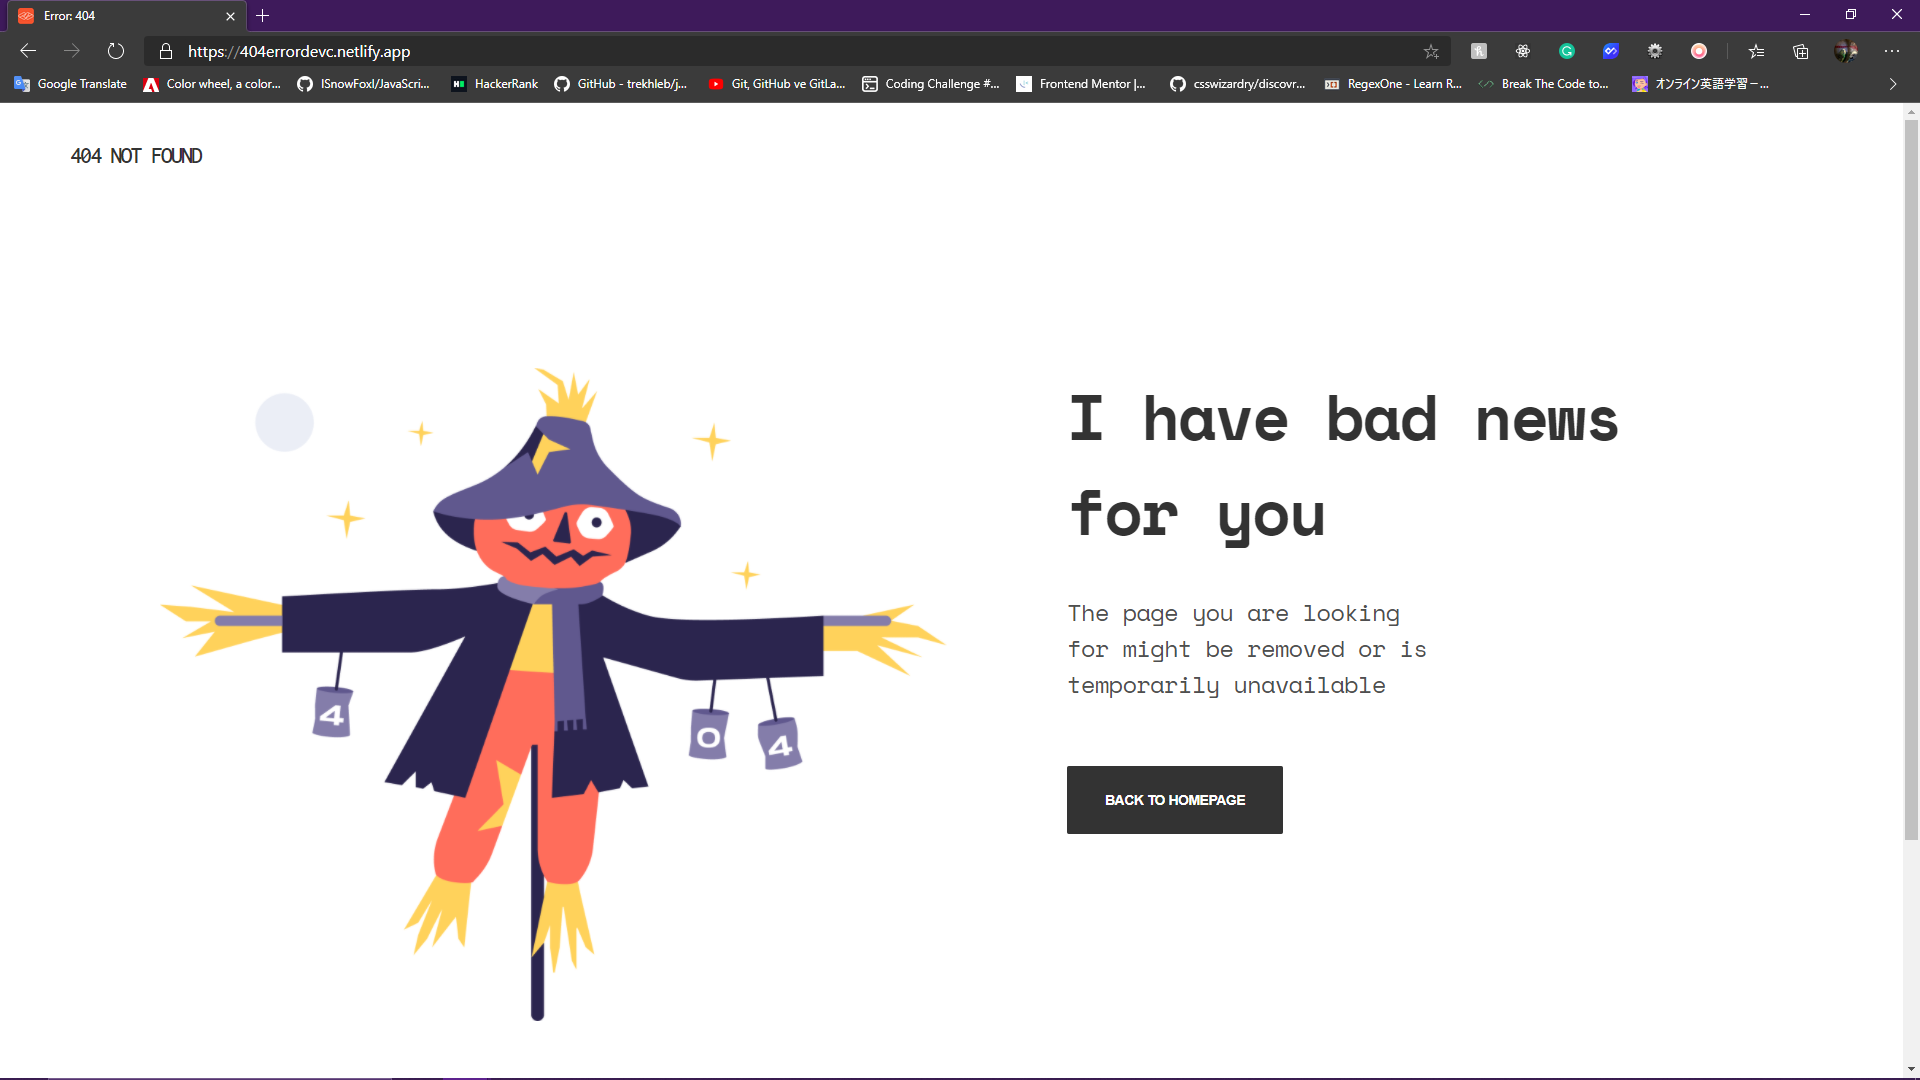 Error: 404
https://404errordevc.netlify.app
Google Translate
Color wheel, a color...
ISnowFoxI/JavaScri...
HackerRank
GitHub - trekhleb/j...
Git, GitHub ve GitLa...
Coding Challenge #...
Frontend Mentor |...
csswizardry/discovr...
RegexOne - Learn R...
Break The Code to...
オンライン英語学習 – ...
404 NOT FOUND
I have bad news
for you
The page you are looking
for might be removed or is
temporarily unavailable
BACK TO HOMEPAGE
4
0
4